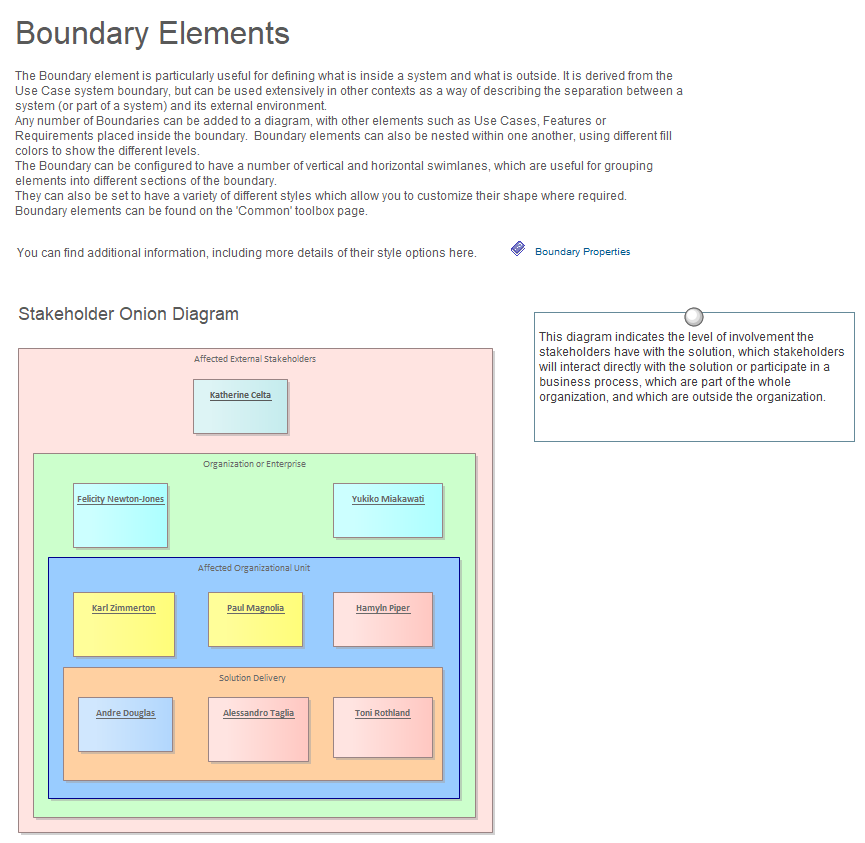 Boundary Elements
The Boundary element is particularly useful for defining what is inside a system and what is outside. It is derived from the
Use Case system boundary, but can be used extensively in other contexts as a way of describing the separation between a
system (or part of a system) and its external environment.
Any number of Boundaries can be added to a diagram, with other elements such as Use Cases, Features or
Requirements placed inside the boundary.  Boundary elements can also be nested within one another, using different fill
colors to show the different levels.
The Boundary can be configured to have a number of vertical and horizontal swimlanes, which are useful for grouping
elements into different sections of the boundary.
They can also be set to have a variety of different styles which allow you to customize their shape where required.
Boundary elements can be found on the 'Common' toolbox page.
You can find additional information, including more details of their style options here.
Boundary Properties
Stakeholder Onion Diagram
This diagram indicates the level of involvement the
stakeholders have with the solution, which stakeholders
will interact directly with the solution or participate in a
business process, which are part of the whole
organization, and which are outside the organization.
Affected External Stakeholders
Katherine Celta
Organization or Enterprise
Felicity Newton-Jones
Yukiko Miakawati
Affected Organizational Unit
Karl Zimmerton
Paul Magnolia
Hamyln Piper
Solution Delivery
Andre Douglas
Alessandro Taglia
Toni Rothland